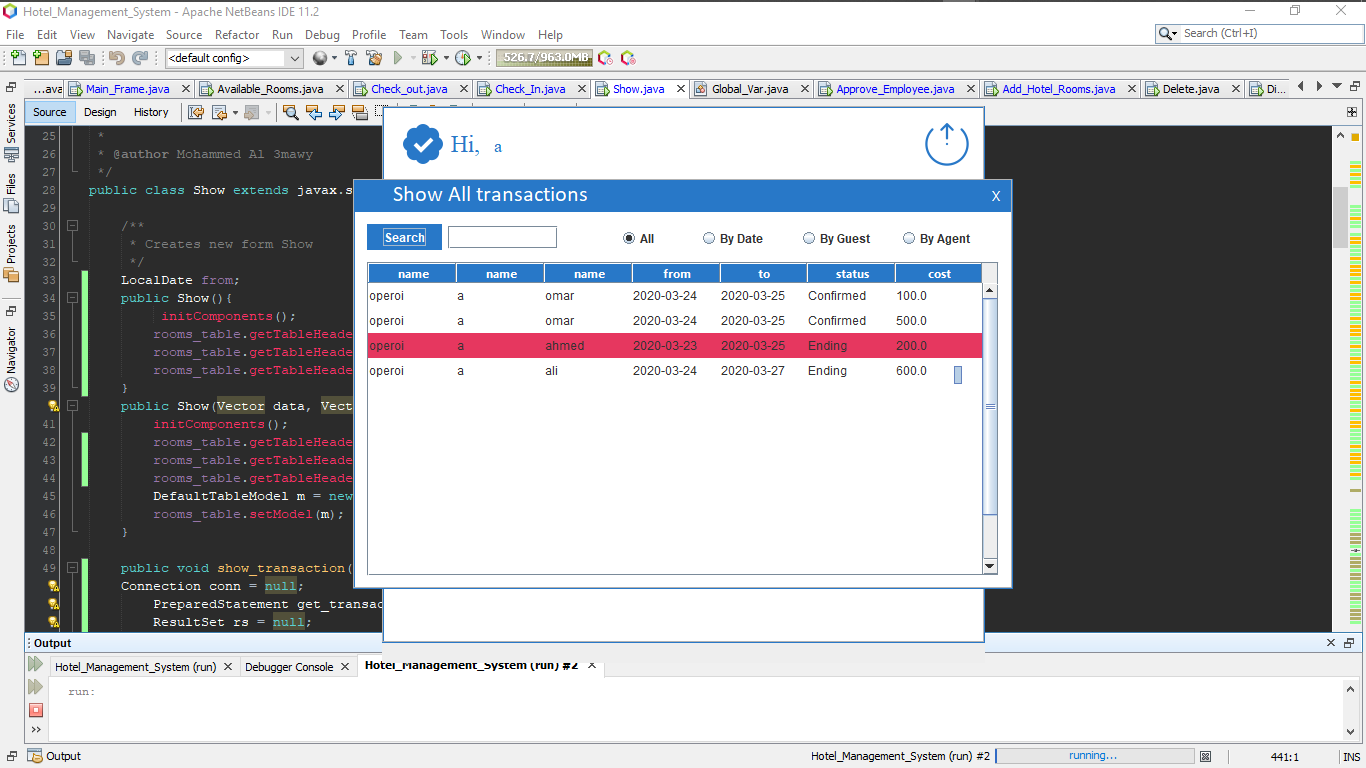 Hotel_Management_System - Apache NetBeans IDE 11.2
File Edit View Navigate Source Refactor Run Debug Profile Team Tools Window Help
Search (Ctrl+I)
<default config>
526.7/963.0MB
...ava Main_Frame.java Available_Rooms.java Check_out.java Check_In.java Show.java Global_Var.java Approve_Employee.java Add_Hotel_Rooms.java Delete.java Di...
Source Design History
Services
Files
Projects
Navigator
25 *
26 * @author Mohammed Al 3mawy
27 */
28 public class Show extends javax.s
29
30 /**
31 * Creates new form Show
32 */
33 LocalDate from;
34 public Show(){
35 initComponents();
36 rooms_table.getTableHeade
37 rooms_table.getTableHeade
38 rooms_table.getTableHeade
39 }
public Show(Vector data, Vect
41 initComponents();
42 rooms_table.getTableHeade
43 rooms_table.getTableHeade
44 rooms_table.getTableHeade
45 DefaultTableModel m = new
46 rooms_table.setModel(m);
47 }
48
49 public void show_transaction(
Connection conn = null;
PreparedStatement get_transac
ResultSet rs = null;
Hi, a
Show All transactions X
Search All By Date By Guest By Agent
name name name from to status cost
operoi a omar 2020-03-24 2020-03-25 Confirmed 100.0
operoi a omar 2020-03-24 2020-03-25 Confirmed 500.0
operoi a ahmed 2020-03-23 2020-03-25 Ending 200.0
operoi a ali 2020-03-24 2020-03-27 Ending 600.0
Output
Hotel_Management_System (run) Debugger Console Hotel_Management_System (run) #2
run:
Output Hotel_Management_System (run) #2 running... 441:1 INS